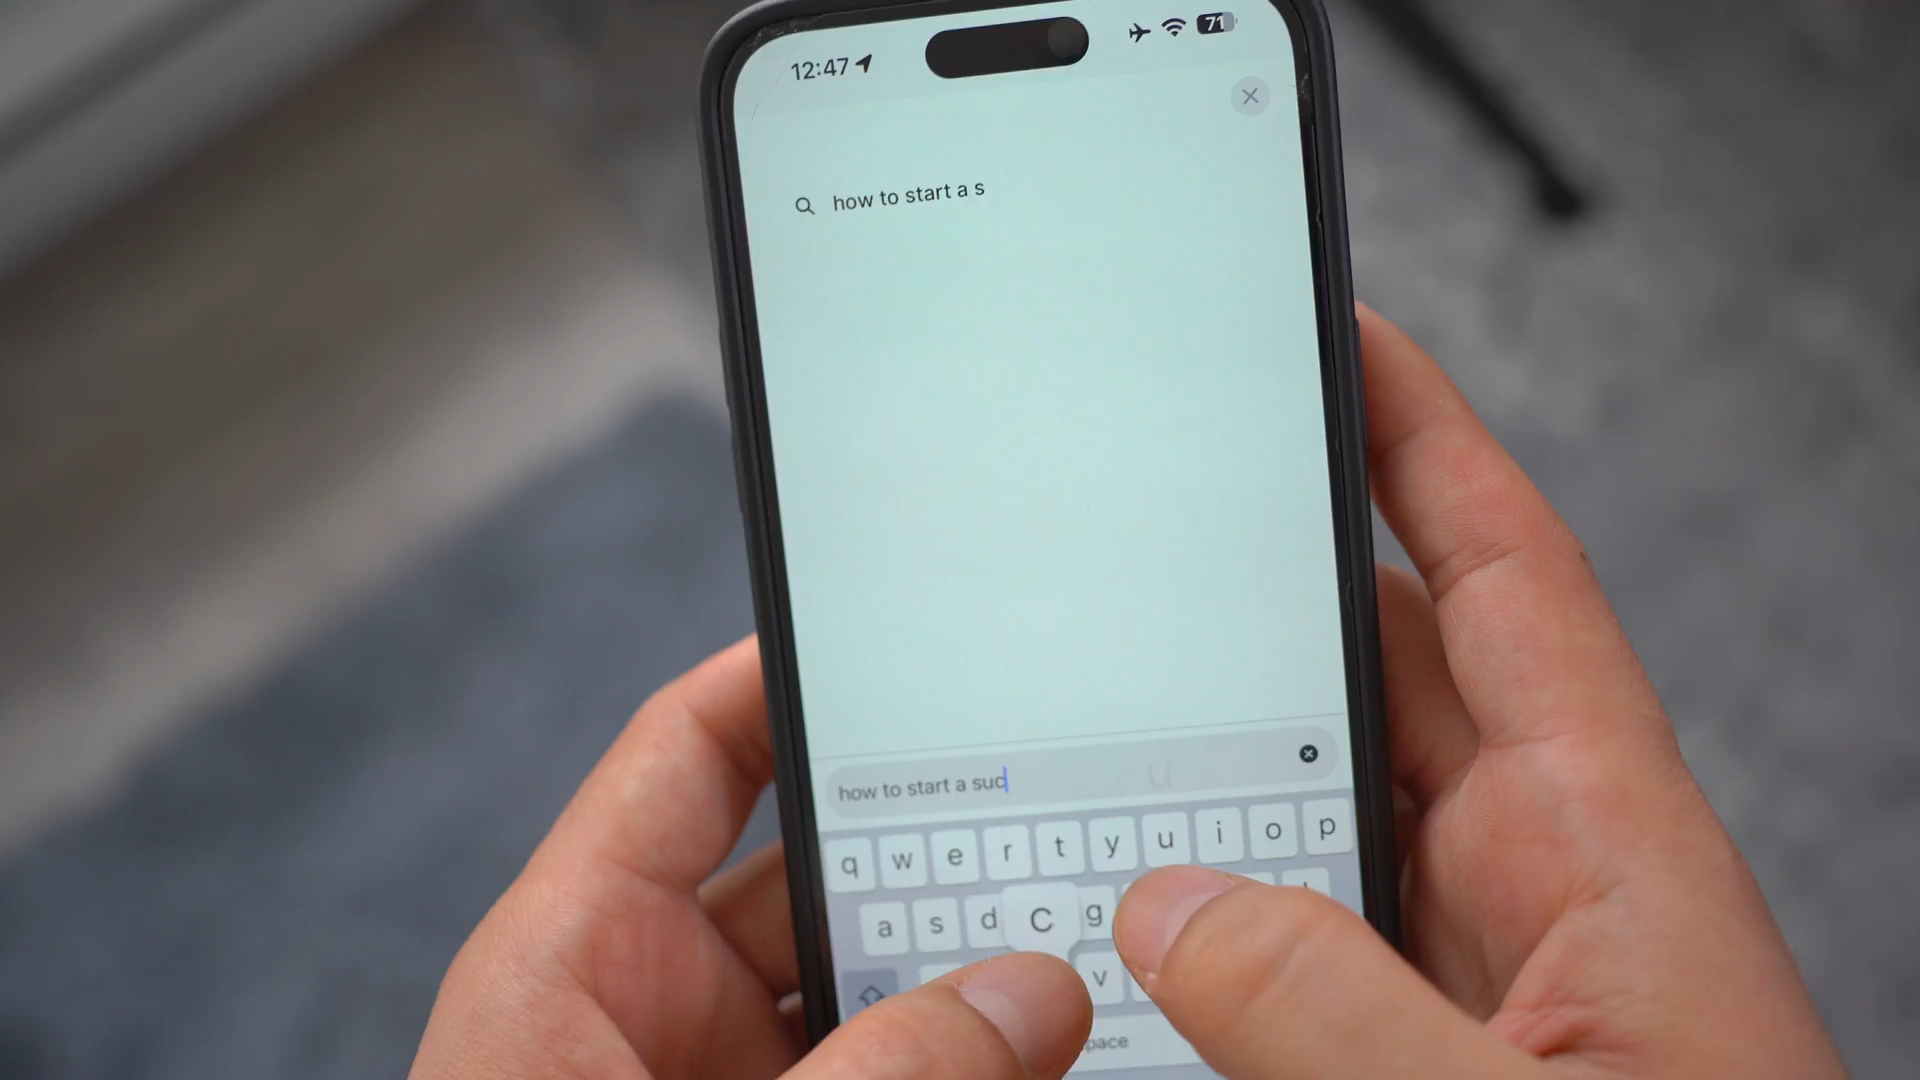 12:47
71
how to start a s
how to start a suc
u
q w e r t y u i o p
a s d C g
v
pace